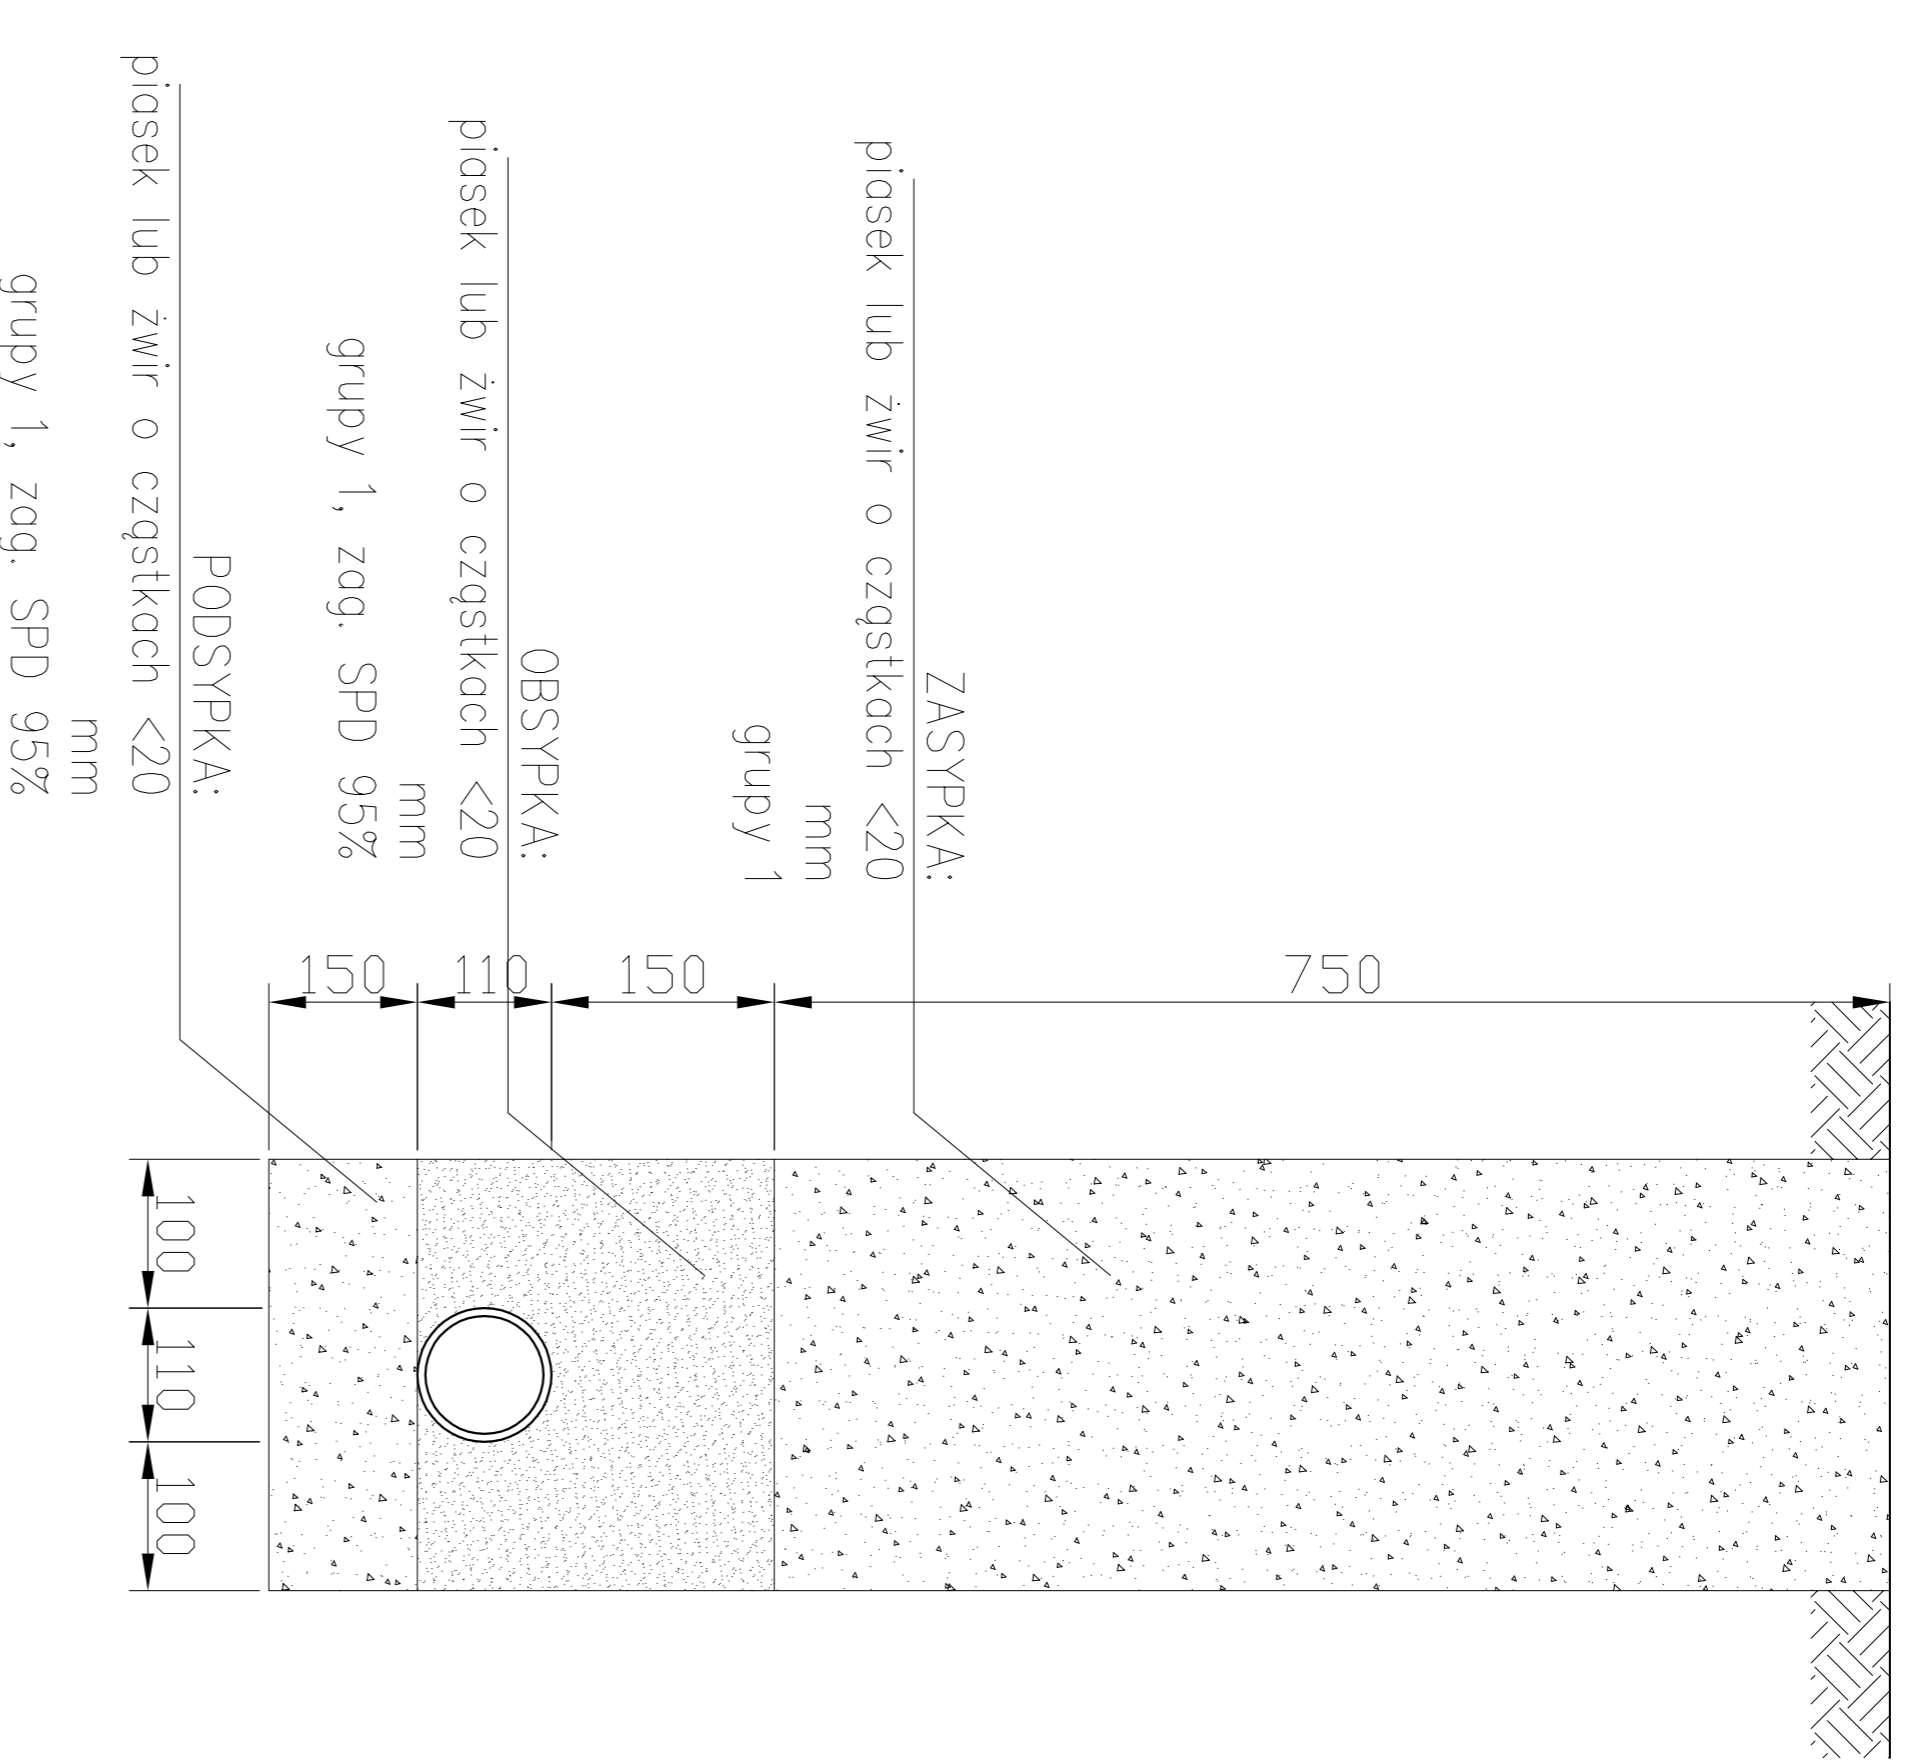 ZASYPKA:
piasek lub żwir o cząstkach <20
mm
grupy 1
OBSYPKA:
piasek lub żwir o cząstkach <20
mm
grupy 1, zag. SPD 95%
PODSYPKA:
piasek lub żwir o cząstkach <20
mm
grupy 1, zag. SPD 95%
750
150
110
150
100
110
100